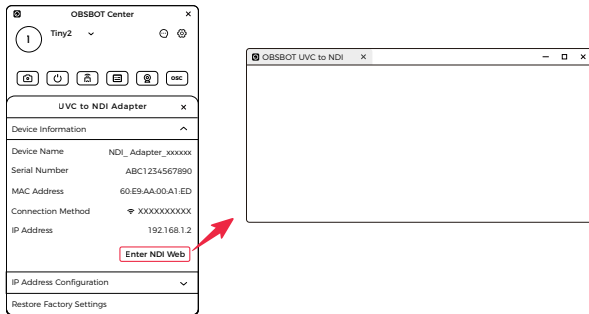 OBSBOT Center ×
1 Tiny2
OSC
UVC to NDI Adapter ×
Device Information
Device Name NDI_ Adapter_xxxxxx
Serial Number ABC1234567890
MAC Address 60:E9:AA:00:A1:ED
Connection Method XXXXXXXXXX
IP Address 192.168.1.2
Enter NDI Web
IP Address Configuration
Restore Factory Settings
OBSBOT UVC to NDI ×